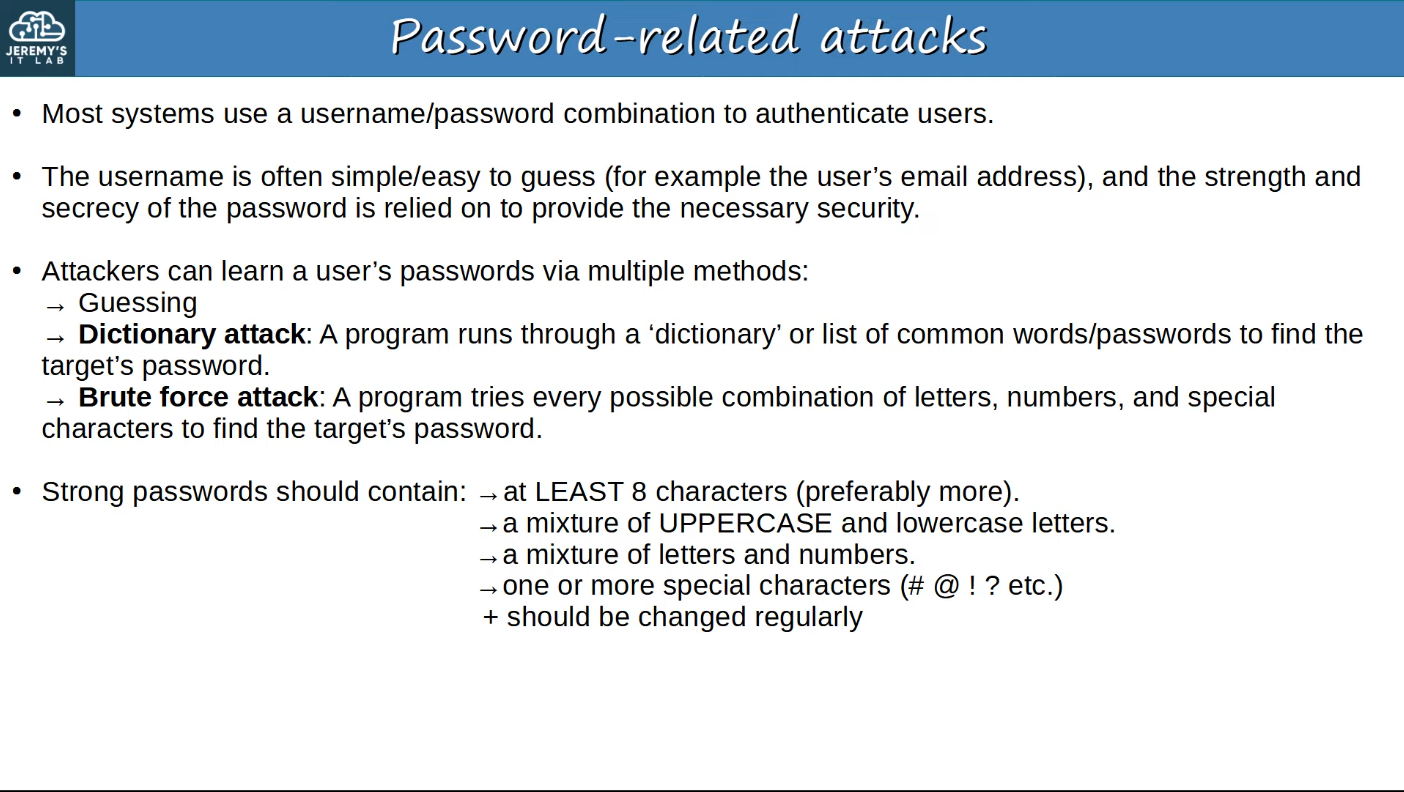 JEREMY'S
IT LAB
Password-related attacks
• Most systems use a username/password combination to authenticate users.
• The username is often simple/easy to guess (for example the user’s email address), and the strength and
secrecy of the password is relied on to provide the necessary security.
• Attackers can learn a user’s passwords via multiple methods:
→ Guessing
→ Dictionary attack: A program runs through a ‘dictionary’ or list of common words/passwords to find the
target’s password.
→ Brute force attack: A program tries every possible combination of letters, numbers, and special
characters to find the target’s password.
• Strong passwords should contain: →at LEAST 8 characters (preferably more).
→a mixture of UPPERCASE and lowercase letters.
→a mixture of letters and numbers.
→one or more special characters (# @ ! ? etc.)
+ should be changed regularly